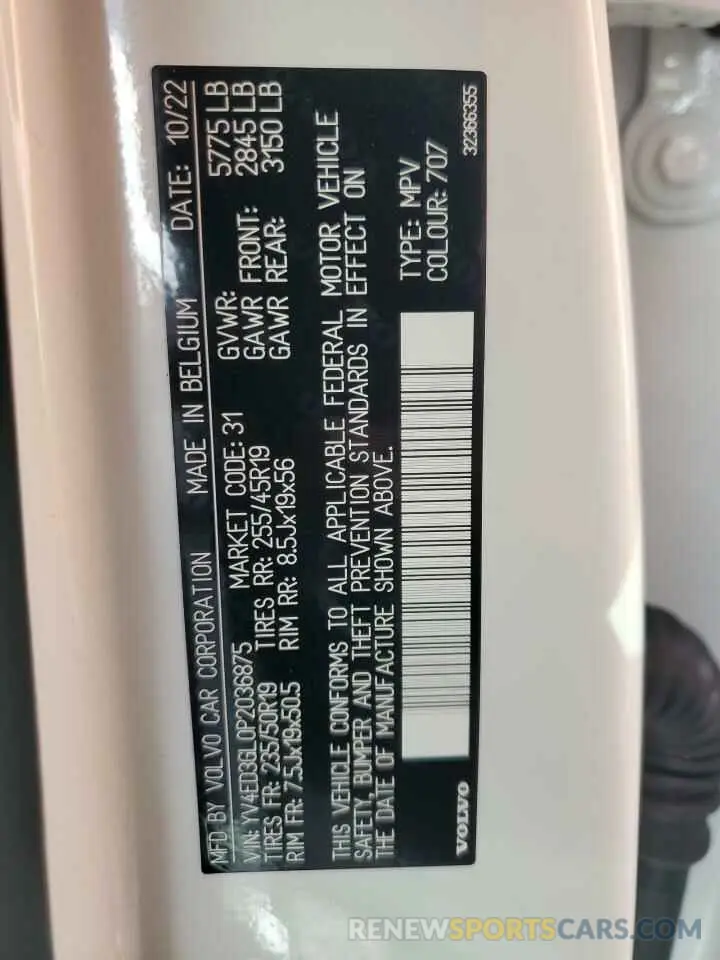 MFD BY VOLVO CAR CORPORATION MADE IN BELGIUM DATE: 10/22
VIN: YV4ED3GL0P2036875 MARKET CODE: 31 GVWR: 5775 LB
TIRES FR: 235/50R19 TIRES RR: 255/45R19 GAWR FRONT: 2845 LB
RIM FR: 7.5Jx19x50.5 RIM RR: 8.5Jx19x56 GAWR REAR: 3150 LB
THIS VEHICLE CONFORMS TO ALL APPLICABLE FEDERAL MOTOR VEHICLE
SAFETY, BUMPER AND THEFT PREVENTION STANDARDS IN EFFECT ON
THE DATE OF MANUFACTURE SHOWN ABOVE.
TYPE: MPV
COLOUR: 707
VOLVO 32366355
RENEWSPORTSCARS.COM